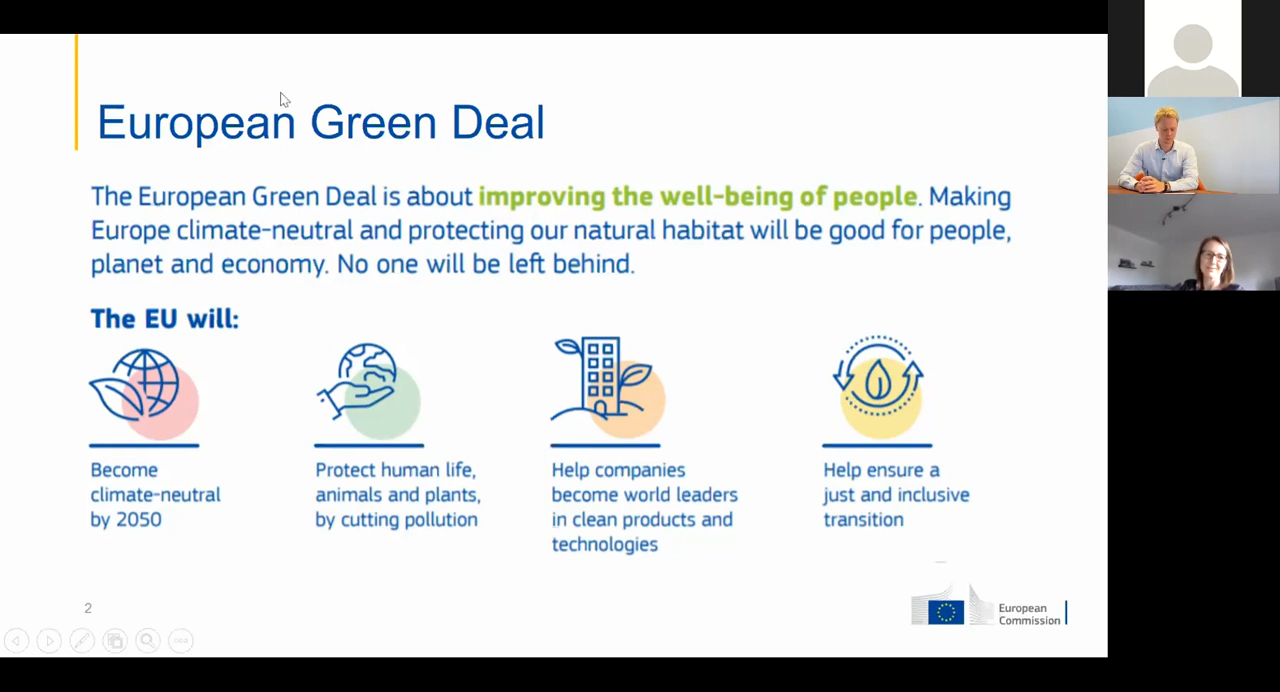 European Green Deal
The European Green Deal is about improving the well-being of people. Making
Europe climate-neutral and protecting our natural habitat will be good for people,
planet and economy. No one will be left behind.
The EU will:
Become
climate-neutral
by 2050
Protect human life,
animals and plants,
by cutting pollution
Help companies
become world leaders
in clean products and
technologies
Help ensure a
just and inclusive
transition
2
European
Commission